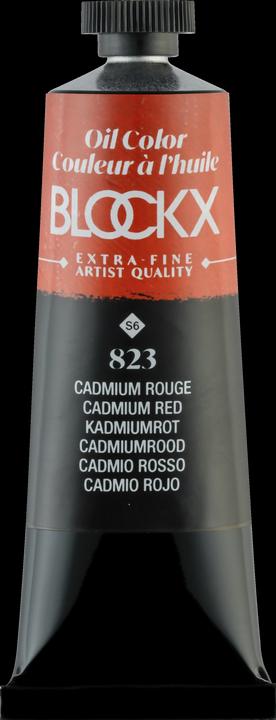 Oil Color
Couleur à l'huile
BLOCKX
EXTRA-FINE
ARTIST QUALITY
S6
823
CADMIUM ROUGE
CADMIUM RED
KADMIUMROT
CADMIUMROOD
CADMIO ROSSO
CADMIO ROJO